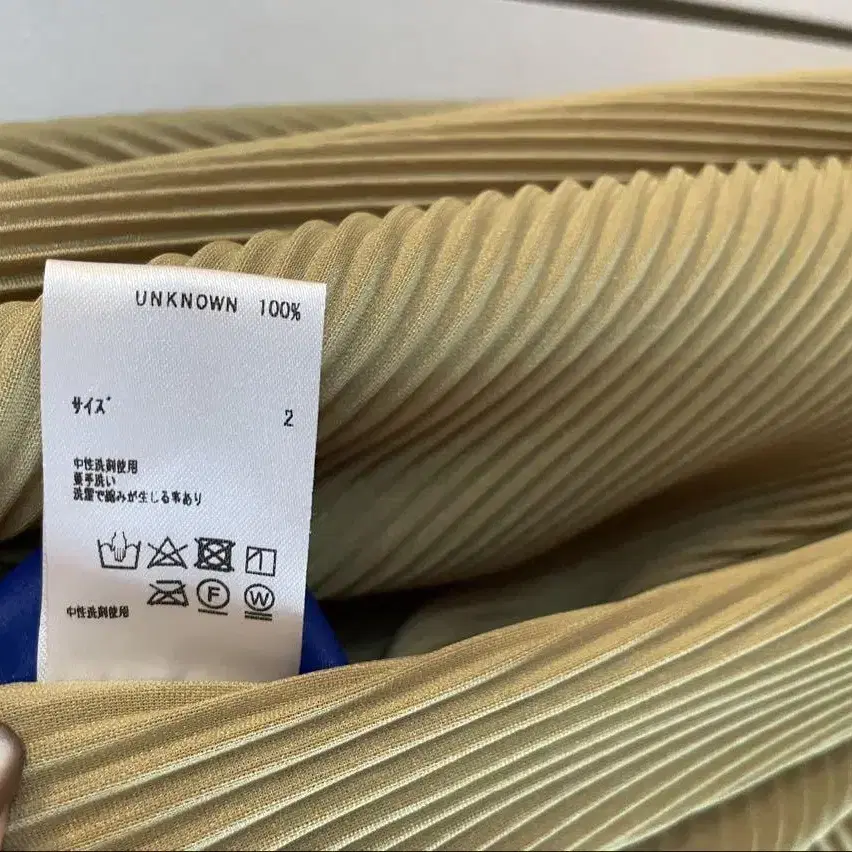 UNKNOWN 100%
サイズ 2
中性洗剤使用
要手洗い
洗濯で縮みが生じる事あり
F W
中性洗剤使用